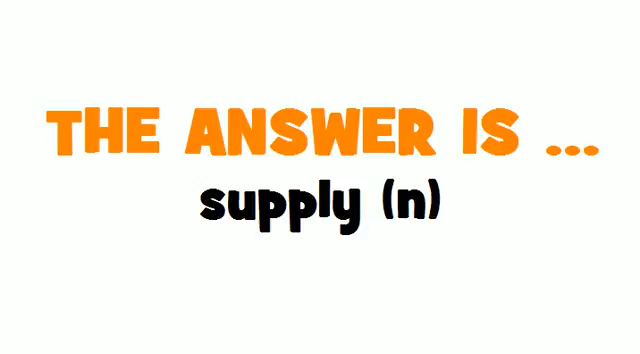 THE ANSWER IS ...
supply (n)